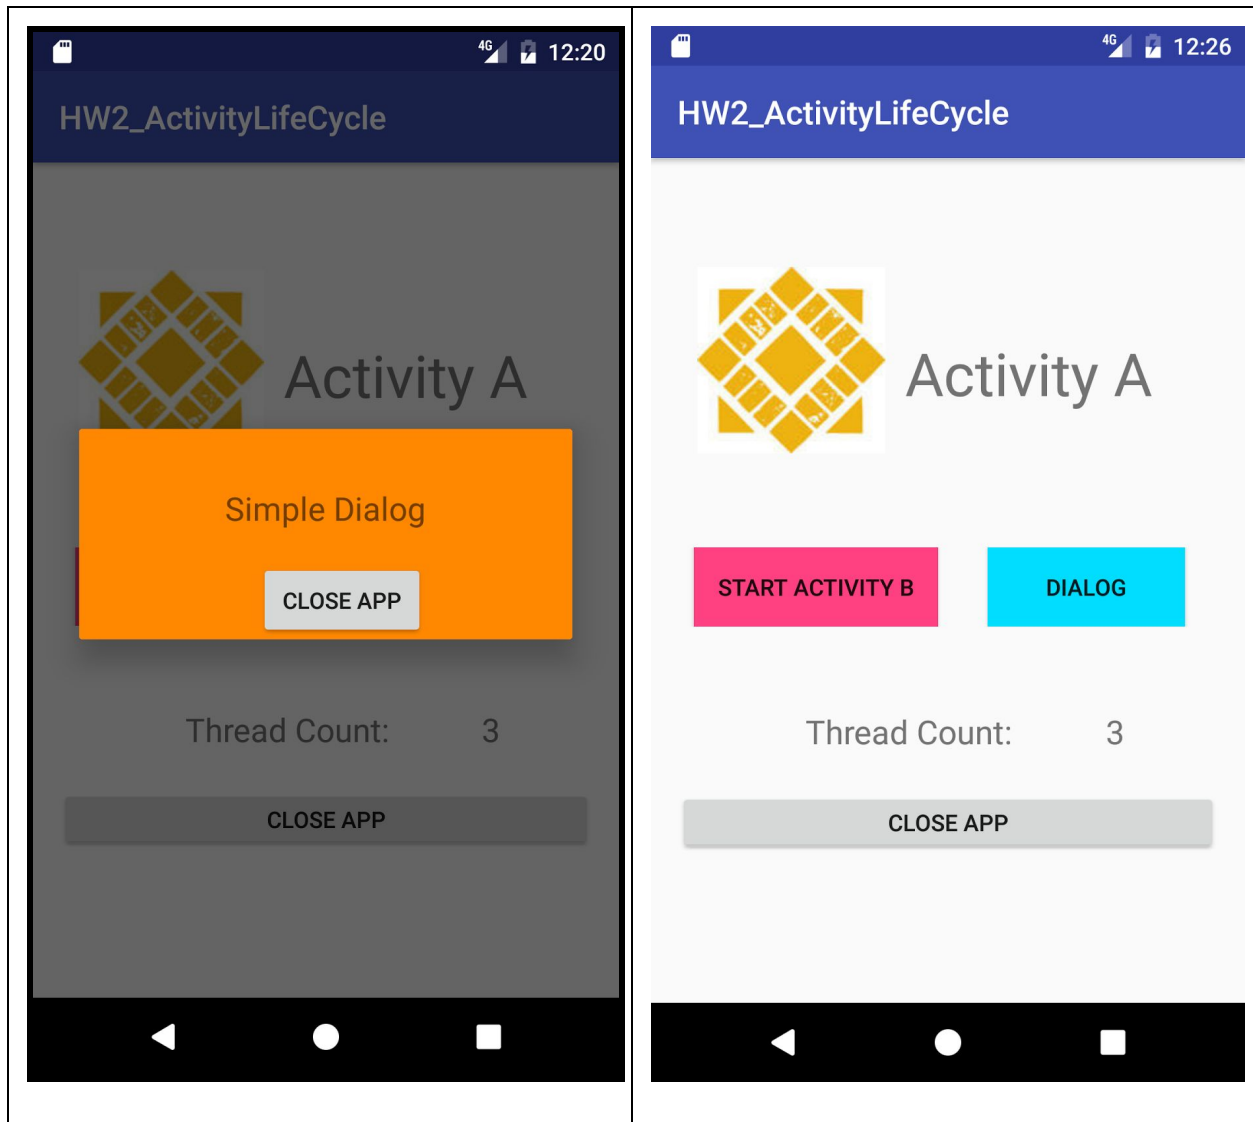 4G 12:20
HW2_ActivityLifeCycle
Activity A
Simple Dialog
CLOSE APP
Thread Count: 3
CLOSE APP
4G 12:26
HW2_ActivityLifeCycle
Activity A
START ACTIVITY B DIALOG
Thread Count: 3
CLOSE APP